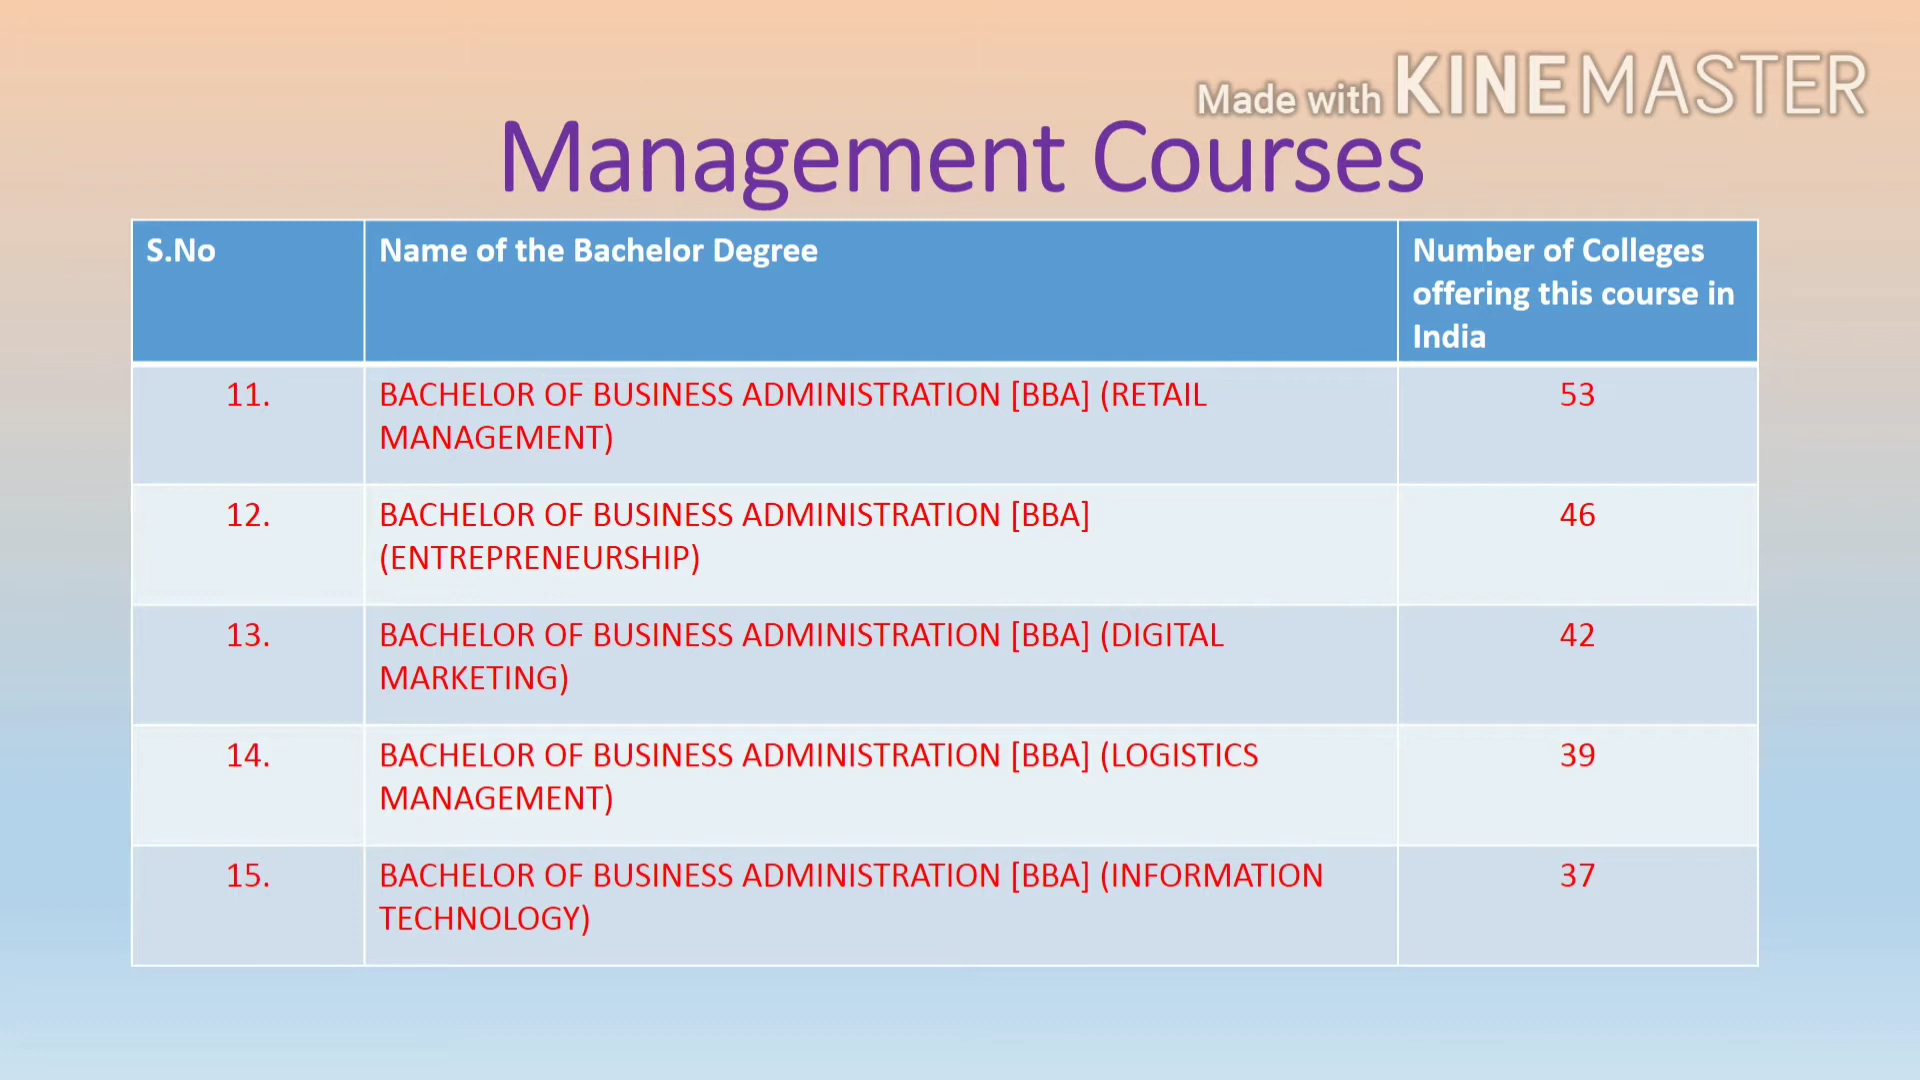 Made with KINEMASTER
Management Courses
S.No
Name of the Bachelor Degree
Number of Colleges
offering this course in
India
11.
BACHELOR OF BUSINESS ADMINISTRATION [BBA] (RETAIL
MANAGEMENT)
53
12.
BACHELOR OF BUSINESS ADMINISTRATION [BBA]
(ENTREPRENEURSHIP)
46
13.
BACHELOR OF BUSINESS ADMINISTRATION [BBA] (DIGITAL
MARKETING)
42
14.
BACHELOR OF BUSINESS ADMINISTRATION [BBA] (LOGISTICS
MANAGEMENT)
39
15.
BACHELOR OF BUSINESS ADMINISTRATION [BBA] (INFORMATION
TECHNOLOGY)
37